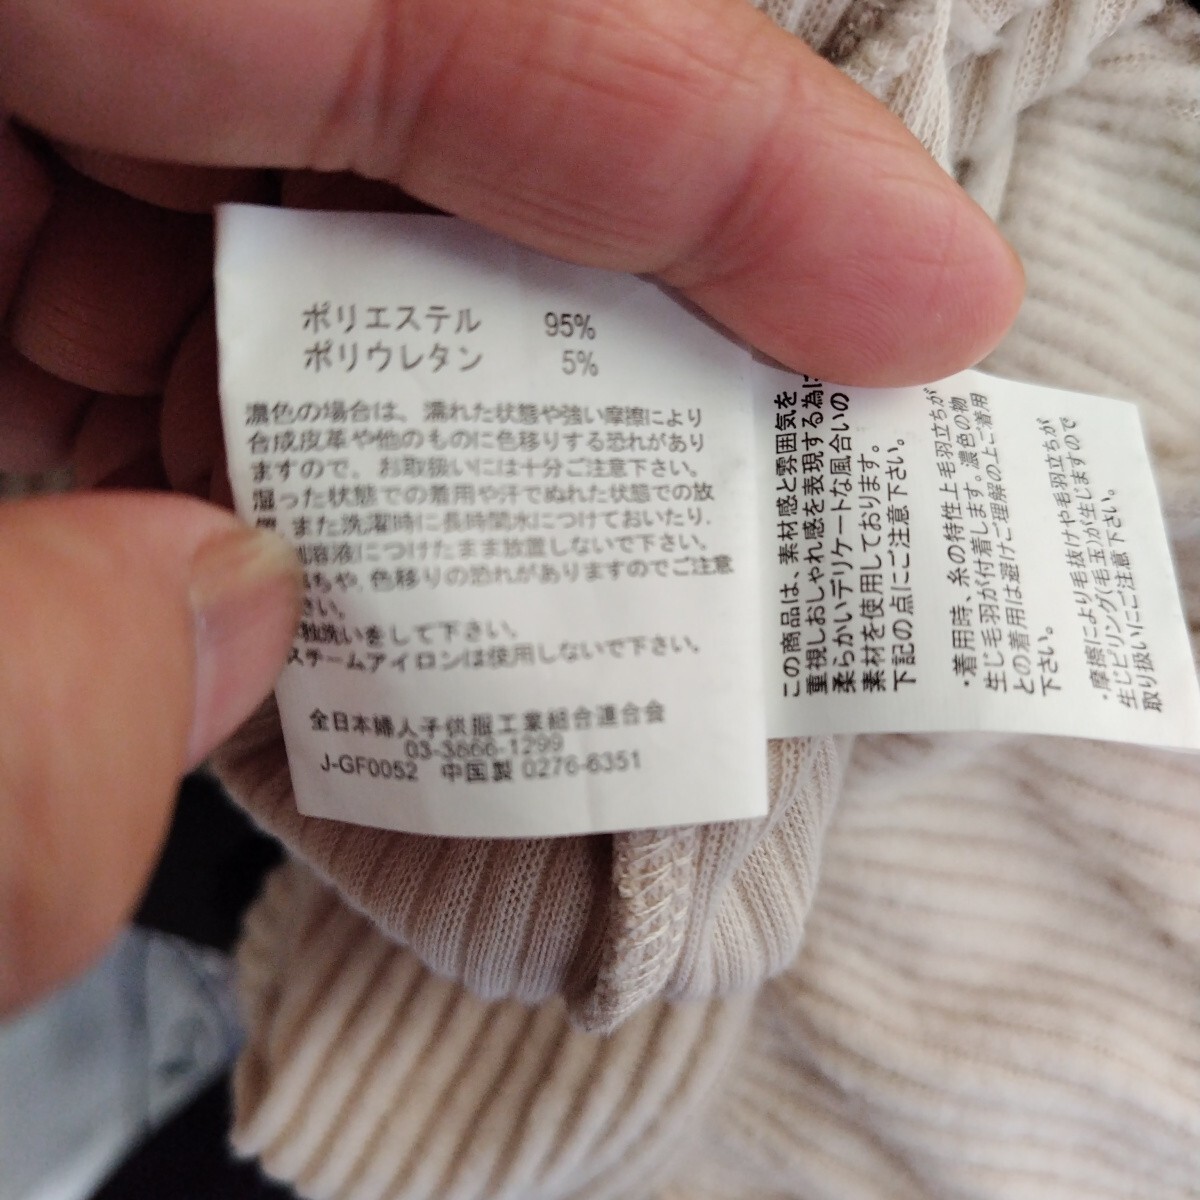 ポリエステル 95%
ポリウレタン 5%
濃色の場合は、濡れた状態や強い摩擦により
合成皮革や他のものに色移りする恐れがあり
ますので、お取扱いには十分ご注意下さい。
湿った状態での着用や汗でぬれた状態での放
、また洗濯時に長時間水につけておいたり、
溶液につけたまま放置しないで下さい。
ちや、色移りの恐れがありますのでご注意
さい。
洗いをして下さい。
スチームアイロンは使用しないで下さい。
全日本婦人子供服工業組合連合会
03-3866-1299
J-GF0052 中国製 0276-6351
この商品は、素材感と雰囲気を
重視しおしゃれ感を表現する為に
柔らかいデリケートな風合いの
素材を使用しております。
下記の点にご注意下さい。
・着用時、糸の特性上毛羽立ちが
生じ毛羽が付着します。濃色の物
との着用は避けご理解の上ご着用
下さい。
・摩擦により毛抜けや毛羽立ちが
生じピリング(毛玉)が生じますので
取り扱いにご注意下さい。